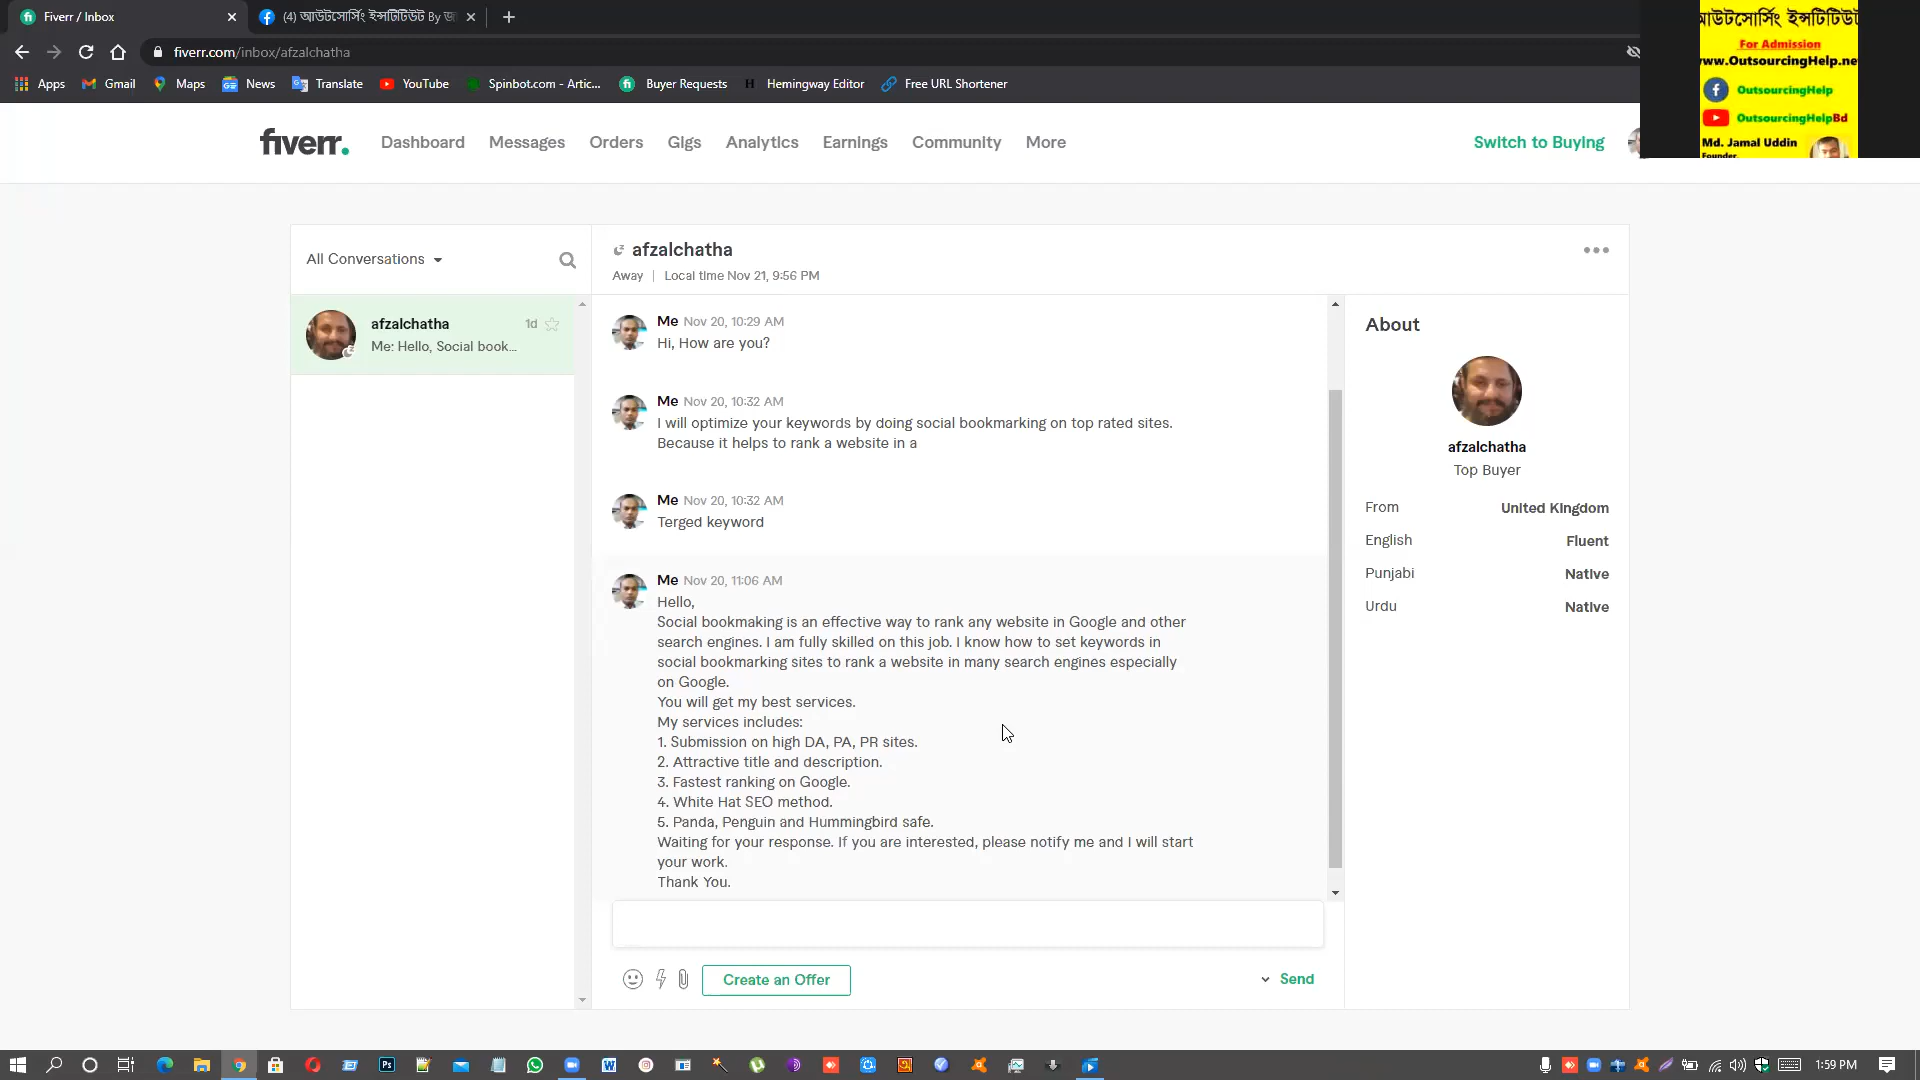 Fiverr / Inbox
(4) আউটসোর্সিং ইন্সটিটিউট By
fiverr.com/inbox/afzalchatha
Apps
Gmail
Maps
News
Translate
YouTube
Spinbot.com - Artic...
Buyer Requests
H Hemingway Editor
Free URL Shortener
আউটসোর্সিং ইন্সটিটিউট
For Admission
www.OutsourcingHelp.ne
OutsourcingHelp
OutsourcingHelpBd
Md. Jamal Uddin
Founder,
fiverr.
Dashboard
Messages
Orders
Gigs
Analytics
Earnings
Community
More
Switch to Buying
All Conversations
afzalchatha
1d
Me: Hello, Social book...
afzalchatha
Away | Local time Nov 21, 9:56 PM
Me Nov 20, 10:29 AM
Hi, How are you?
Me Nov 20, 10:32 AM
I will optimize your keywords by doing social bookmarking on top rated sites.
Because it helps to rank a website in a
Me Nov 20, 10:32 AM
Terged keyword
Me Nov 20, 11:06 AM
Hello,
Social bookmaking is an effective way to rank any website in Google and other
search engines. I am fully skilled on this job. I know how to set keywords in
social bookmarking sites to rank a website in many search engines especially
on Google.
You will get my best services.
My services includes:
1. Submission on high DA, PA, PR sites.
2. Attractive title and description.
3. Fastest ranking on Google.
4. White Hat SEO method.
5. Panda, Penguin and Hummingbird safe.
Waiting for your response. If you are interested, please notify me and I will start
your work.
Thank You.
Create an Offer
Send
About
afzalchatha
Top Buyer
From United Kingdom
English Fluent
Punjabi Native
Urdu Native
1:59 PM